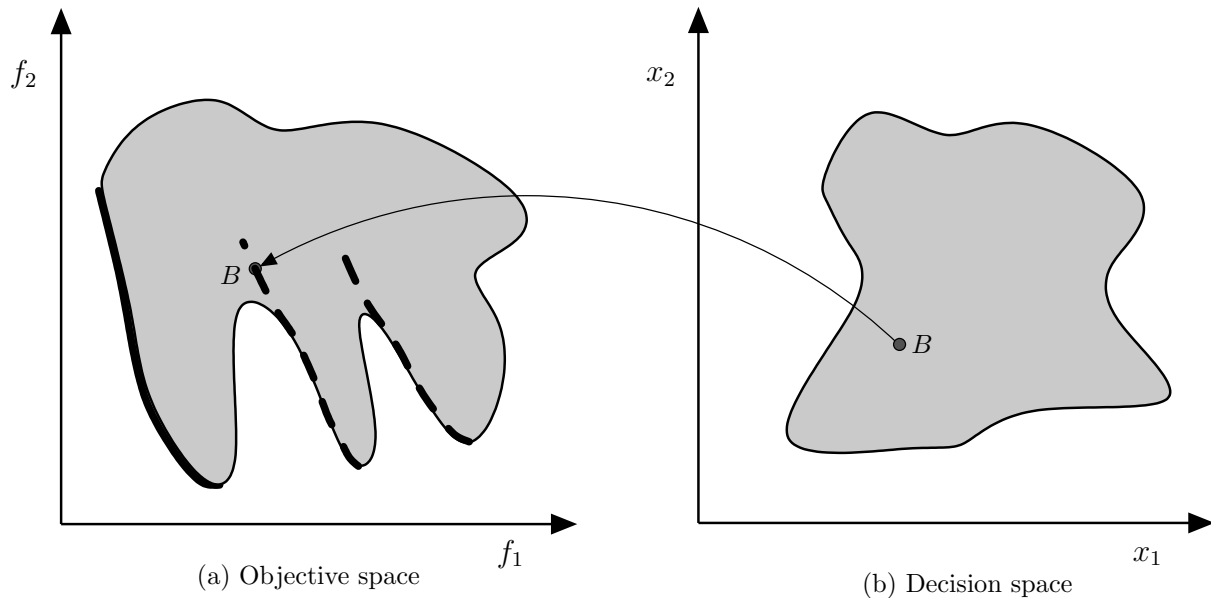 f₂
B
f₁
(a) Objective space
x₂
B
x₁
(b) Decision space